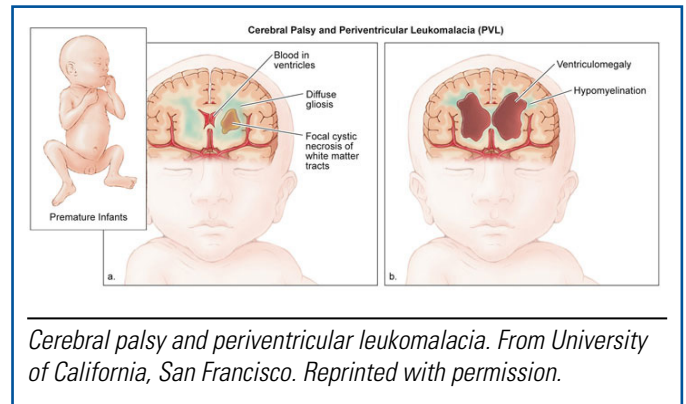 Cerebral Palsy and Periventricular Leukomalacia (PVL)
Premature Infants
Blood in
ventricles
Diffuse
gliosis
Focal cystic
necrosis of
white matter
tracts
a.
Ventriculomegaly
Hypomyelination
b.
Cerebral palsy and periventricular leukomalacia. From University
of California, San Francisco. Reprinted with permission.